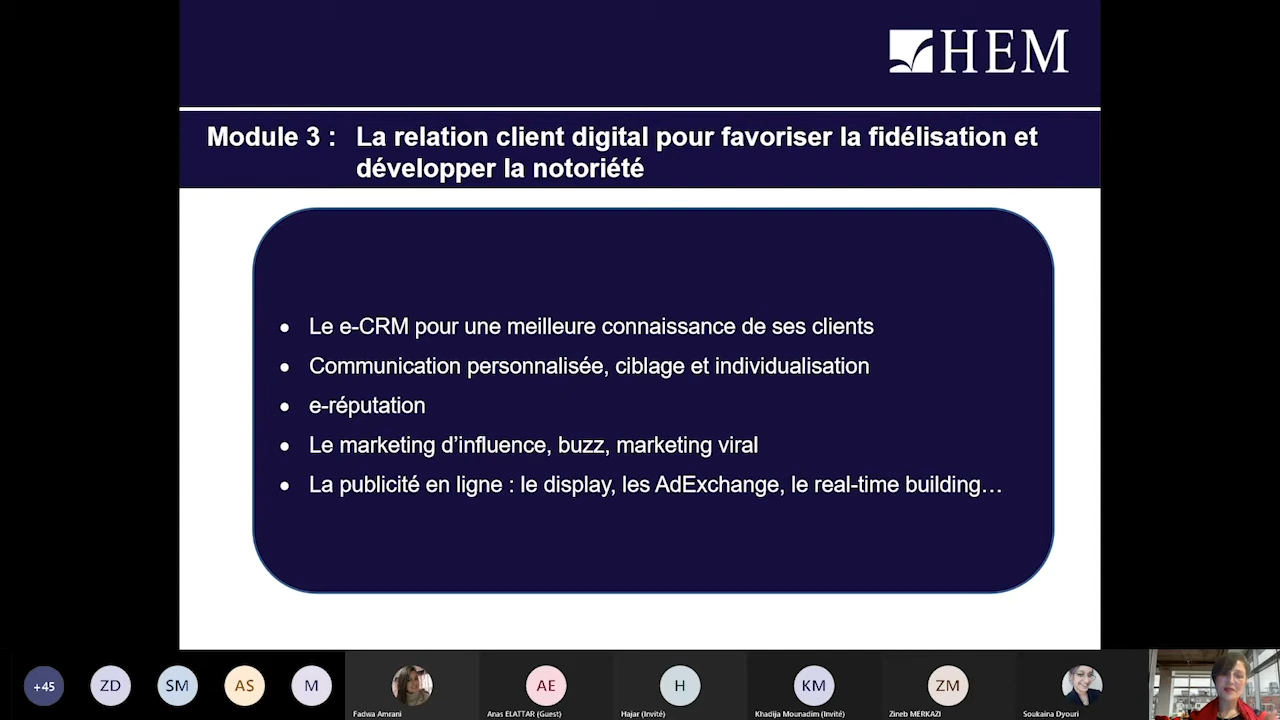 HEM
Module 3 : La relation client digital pour favoriser la fidélisation et
développer la notoriété
Le e-CRM pour une meilleure connaissance de ses clients
Communication personnalisée, ciblage et individualisation
e-réputation
Le marketing d’influence, buzz, marketing viral
La publicité en ligne : le display, les AdExchange, le real-time building…
+45
ZD
SM
AS
M
AE
H
KM
ZM
Fadwa Amrani
Anas ELATTAR (Guest)
Hajar (Invité)
Khadija Mounadim (Invité)
Zineb MERKAZI
Soukaina Dyouri